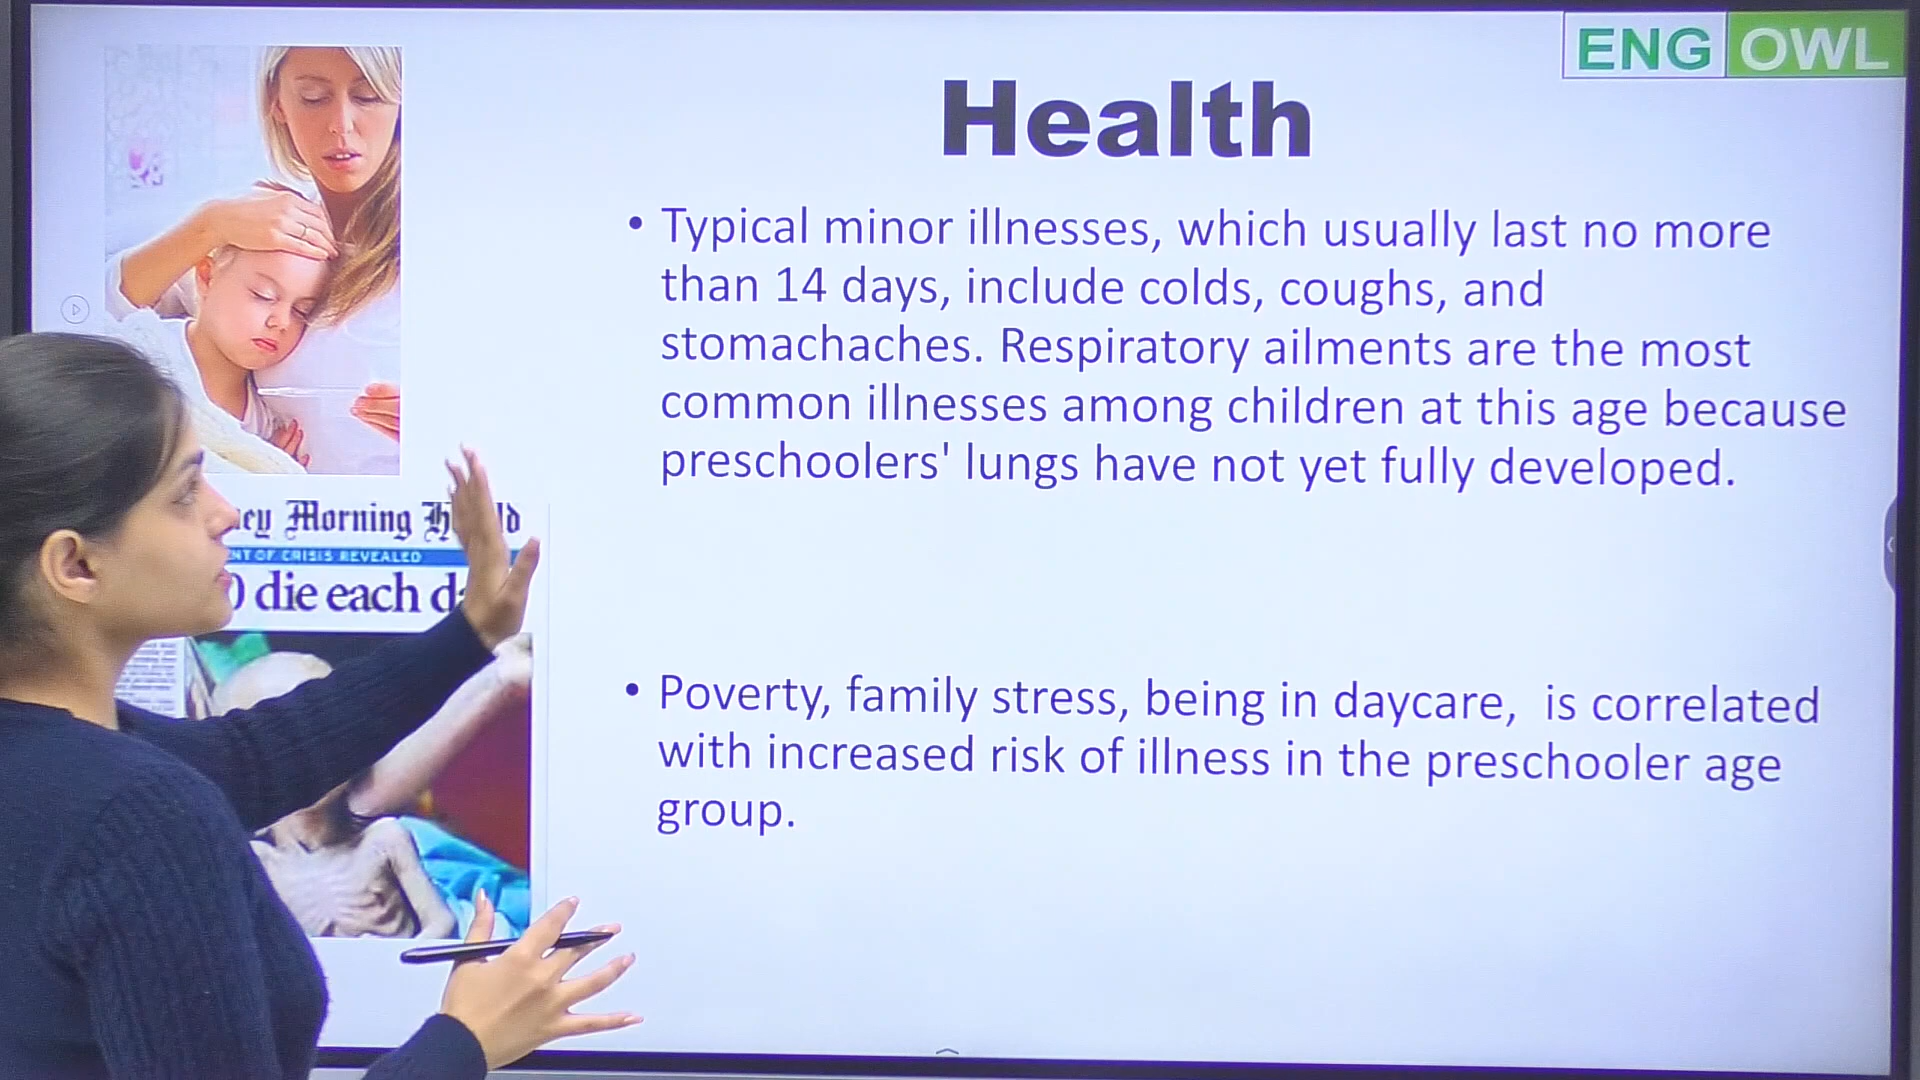 ENG OWL
Health
• Typical minor illnesses, which usually last no more
than 14 days, include colds, coughs, and
stomachaches. Respiratory ailments are the most
common illnesses among children at this age because
preschoolers' lungs have not yet fully developed.
Morning
OF CRISIS REVEALED
die each
• Poverty, family stress, being in daycare, is correlated
with increased risk of illness in the preschooler age
group.